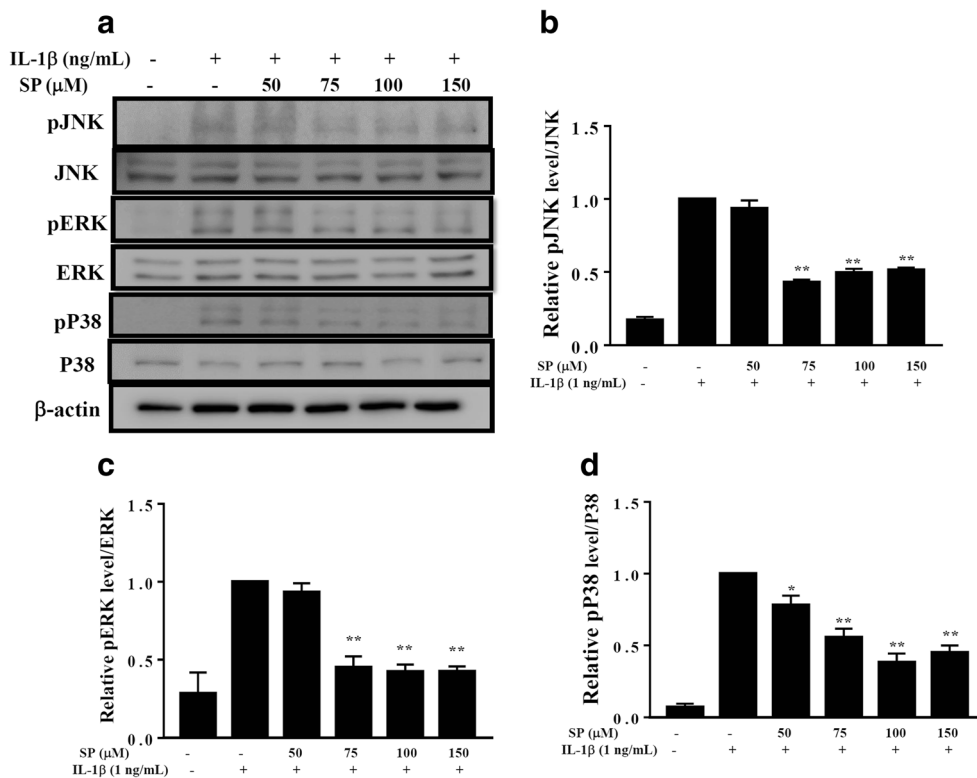 a
IL-1β (ng/mL) - + + + + +
SP (μM) - - 50 75 100 150
pJNK
JNK
pERK
ERK
pP38
P38
β-actin
b
Relative pJNK level/JNK
1.5
1.0
0.5
0.0
** ** **
SP (μM) - - 50 75 100 150
IL-1β (1 ng/mL) - + + + + +
c
Relative pERK level/ERK
1.5
1.0
0.5
0.0
** ** **
SP (μM) - - 50 75 100 150
IL-1β (1 ng/mL) - + + + + +
d
Relative pP38 level/P38
1.5
1.0
0.5
0.0
* ** ** **
SP (μM) - - 50 75 100 150
IL-1β (1 ng/mL) - + + + + +